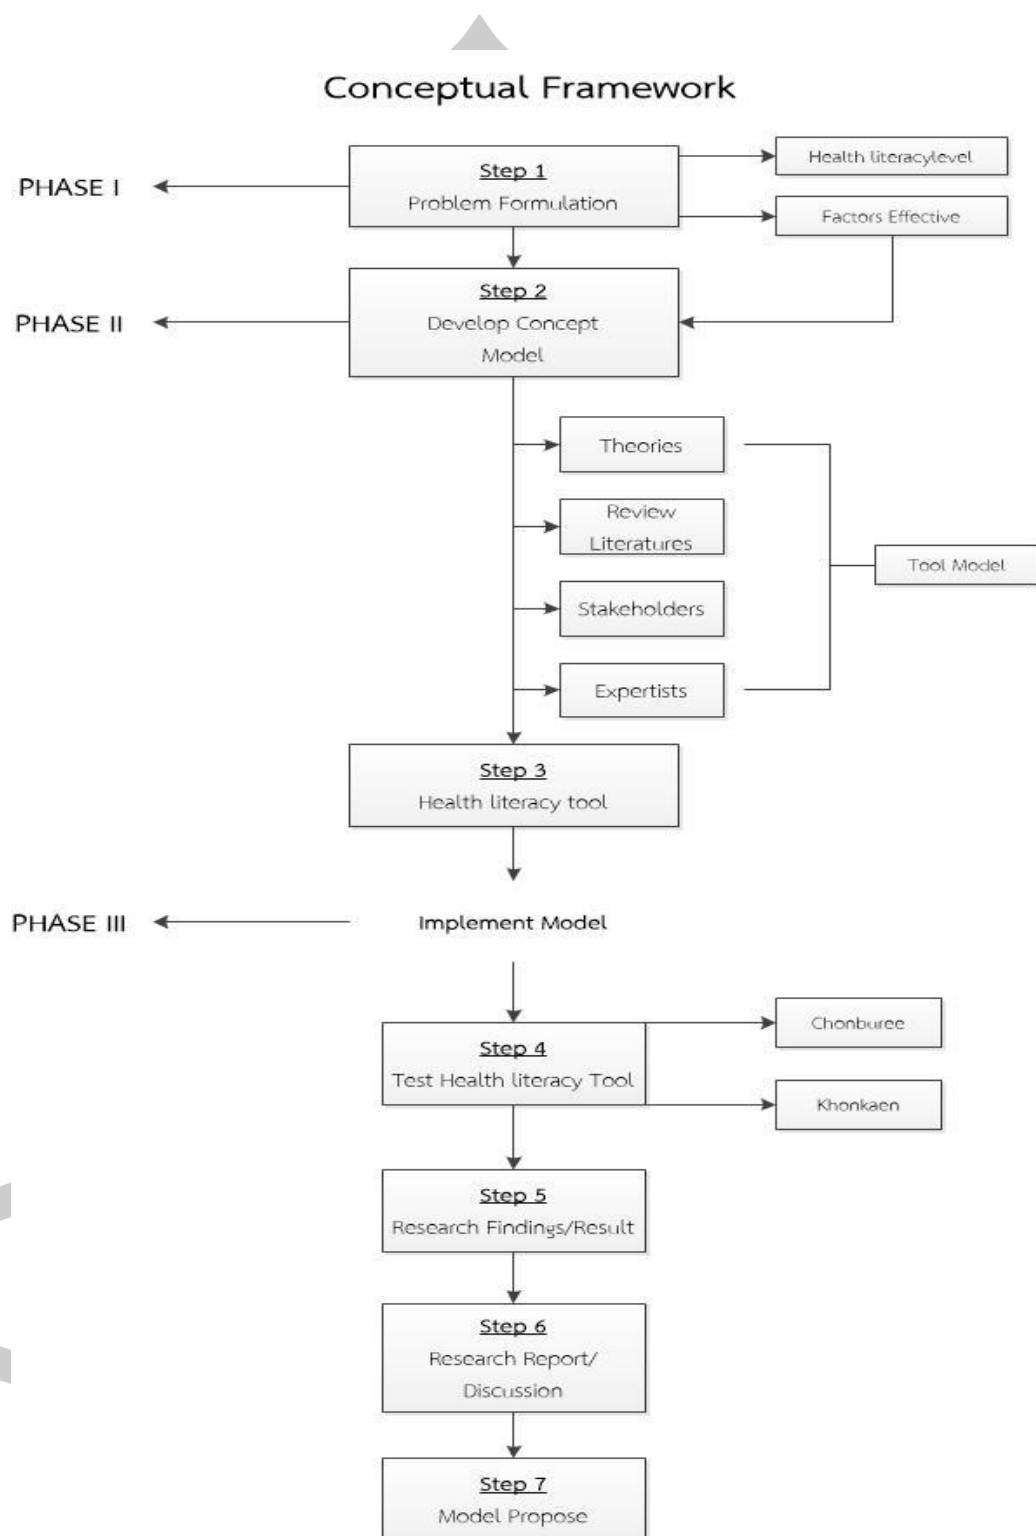 Conceptual Framework
PHASE I
Step 1
Problem Formulation
Health literacylevel
Factors Effective
PHASE II
Step 2
Develop Concept
Model
Theories
Review
Literatures
Stakeholders
Expertists
Tool Model
Step 3
Health literacy tool
PHASE III
Implement Model
Step 4
Test Health literacy Tool
Chonburee
Khonkaen
Step 5
Research Findings/Result
Step 6
Research Report/
Discussion
Step 7
Model Propose